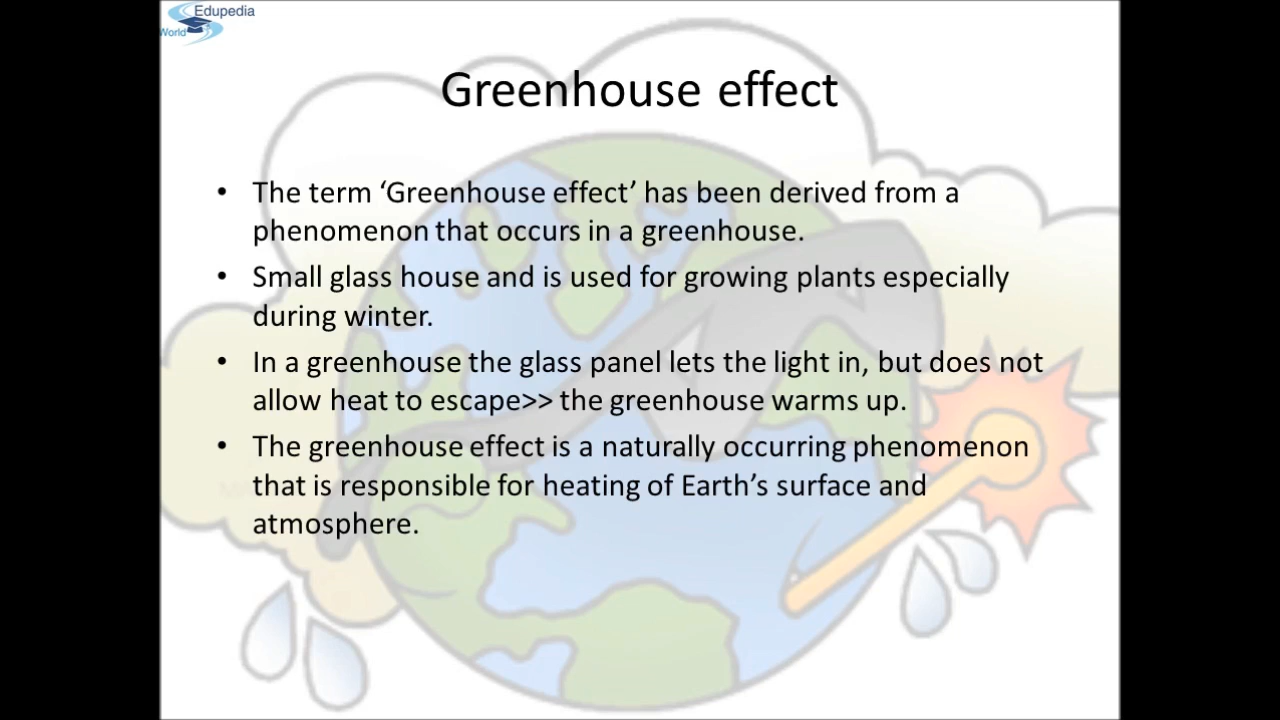 Edupedia
World
Greenhouse effect
• The term ‘Greenhouse effect’ has been derived from a
phenomenon that occurs in a greenhouse.
• Small glass house and is used for growing plants especially
during winter.
• In a greenhouse the glass panel lets the light in, but does not
allow heat to escape>> the greenhouse warms up.
• The greenhouse effect is a naturally occurring phenomenon
that is responsible for heating of Earth’s surface and
atmosphere.